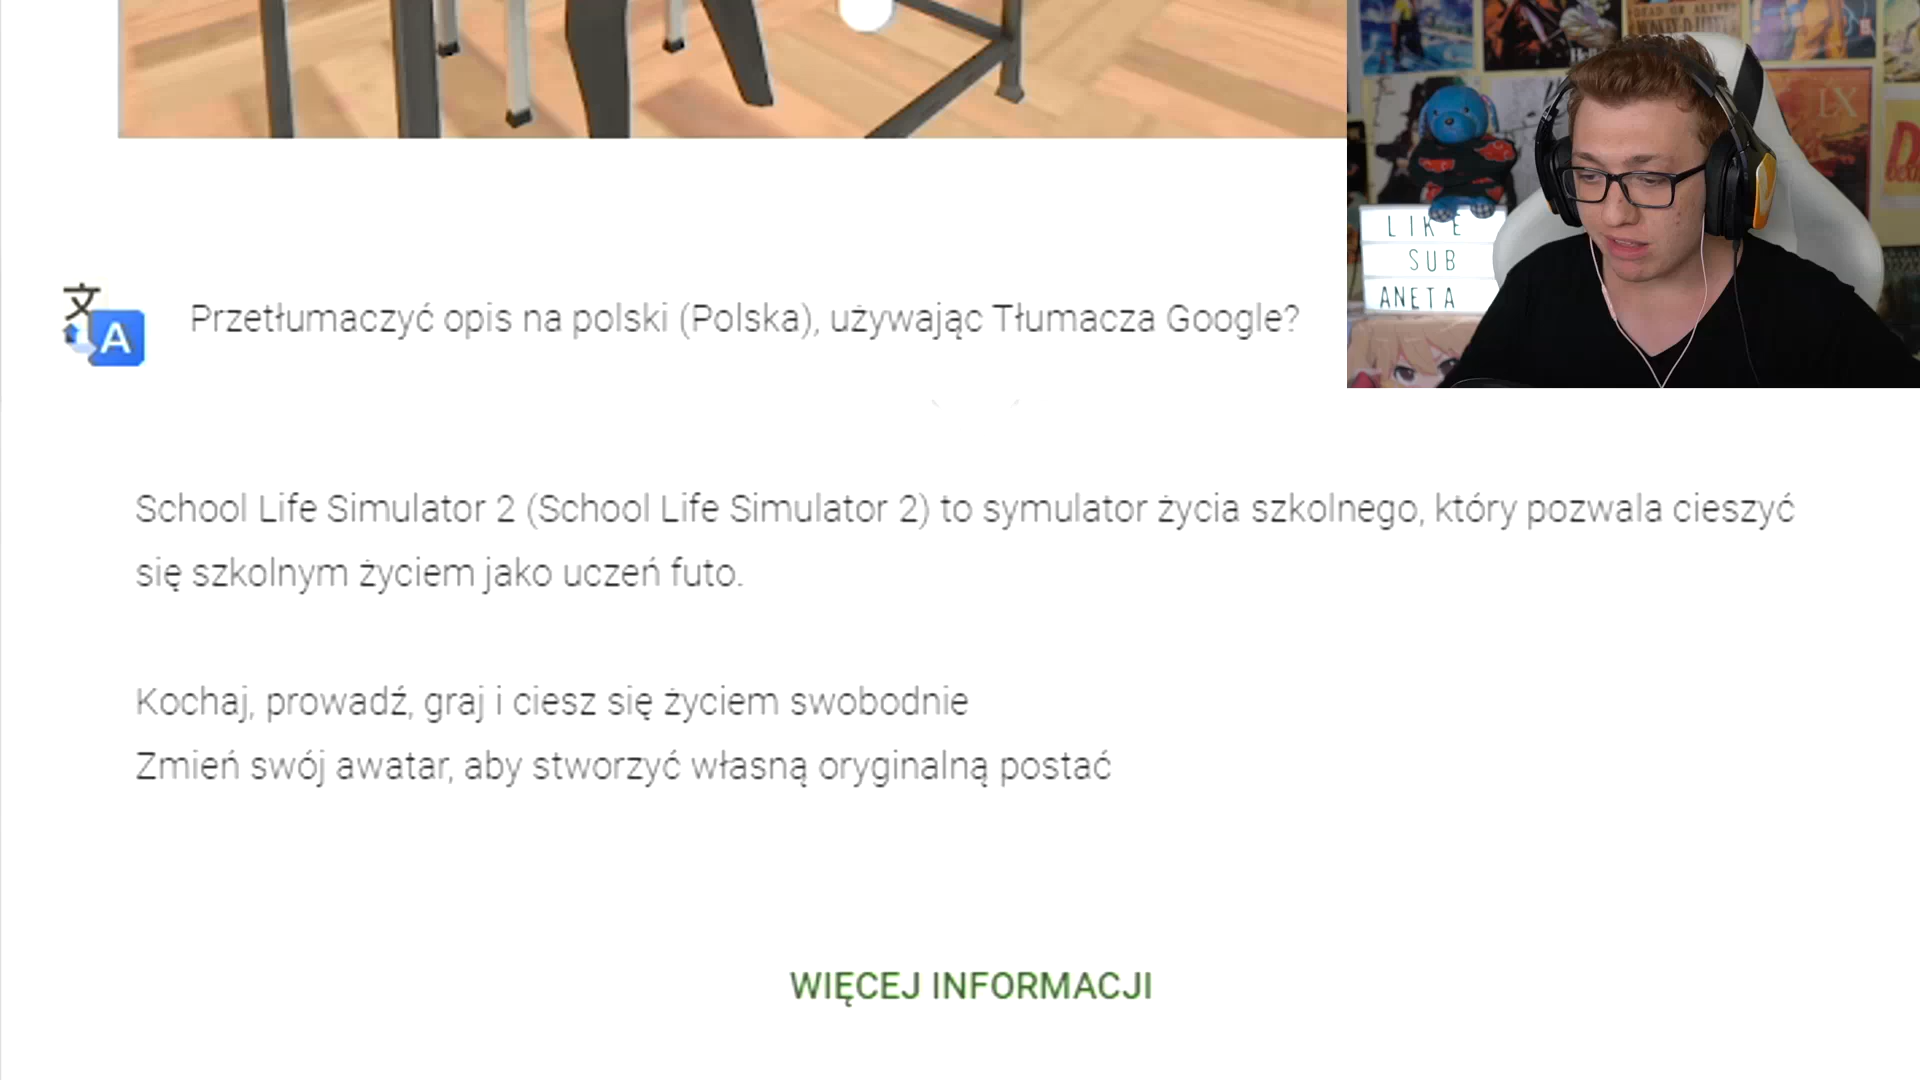 Przetłumaczyć opis na polski (Polska), używając Tłumacza Google?
School Life Simulator 2 (School Life Simulator 2) to symulator życia szkolnego, który pozwala cieszyć
się szkolnym życiem jako uczeń futo.
Kochaj, prowadź, graj i ciesz się życiem swobodnie
Zmień swój awatar, aby stworzyć własną oryginalną postać
WIĘCEJ INFORMACJI
文
A
LIKE
SUB
ANETA
LX